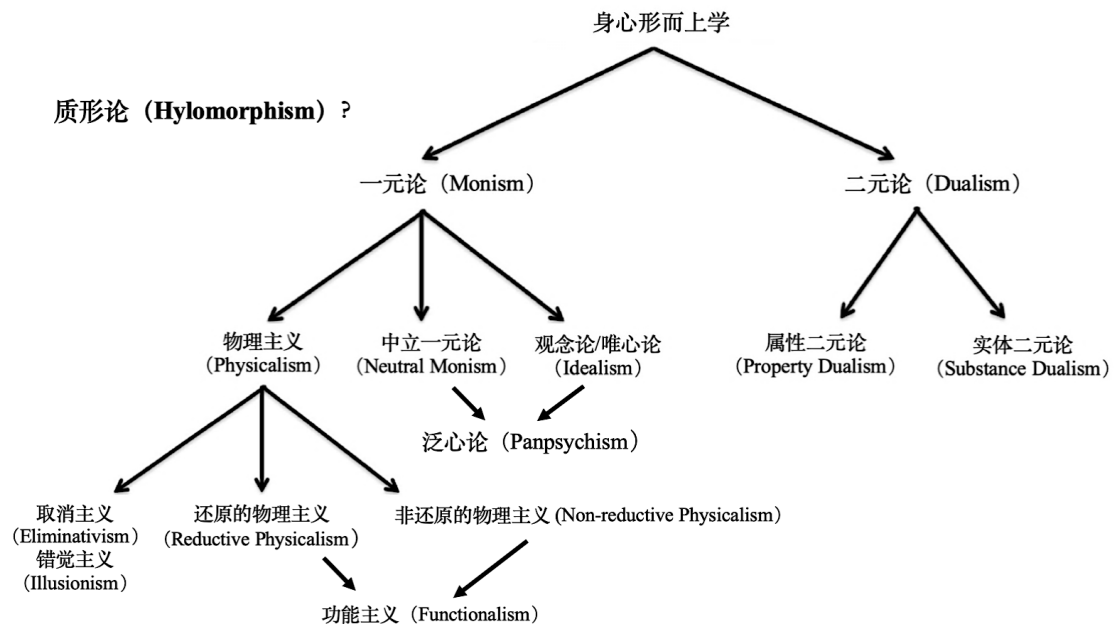 身心形而上学
质形论（Hylomorphism）?
一元论（Monism）
二元论（Dualism）
物理主义
（Physicalism）
中立一元论
（Neutral Monism）
观念论/唯心论
（Idealism）
属性二元论
（Property Dualism）
实体二元论
（Substance Dualism）
泛心论（Panpsychism）
取消主义
（Eliminativism）
错觉主义
（Illusionism）
还原的物理主义
（Reductive Physicalism）
非还原的物理主义 (Non-reductive Physicalism）
功能主义（Functionalism）